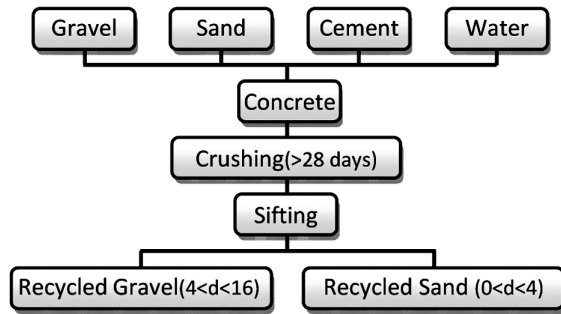 Gravel Sand Cement Water
Concrete
Crushing(>28 days)
Sifting
Recycled Gravel(4<d<16) Recycled Sand (0<d<4)